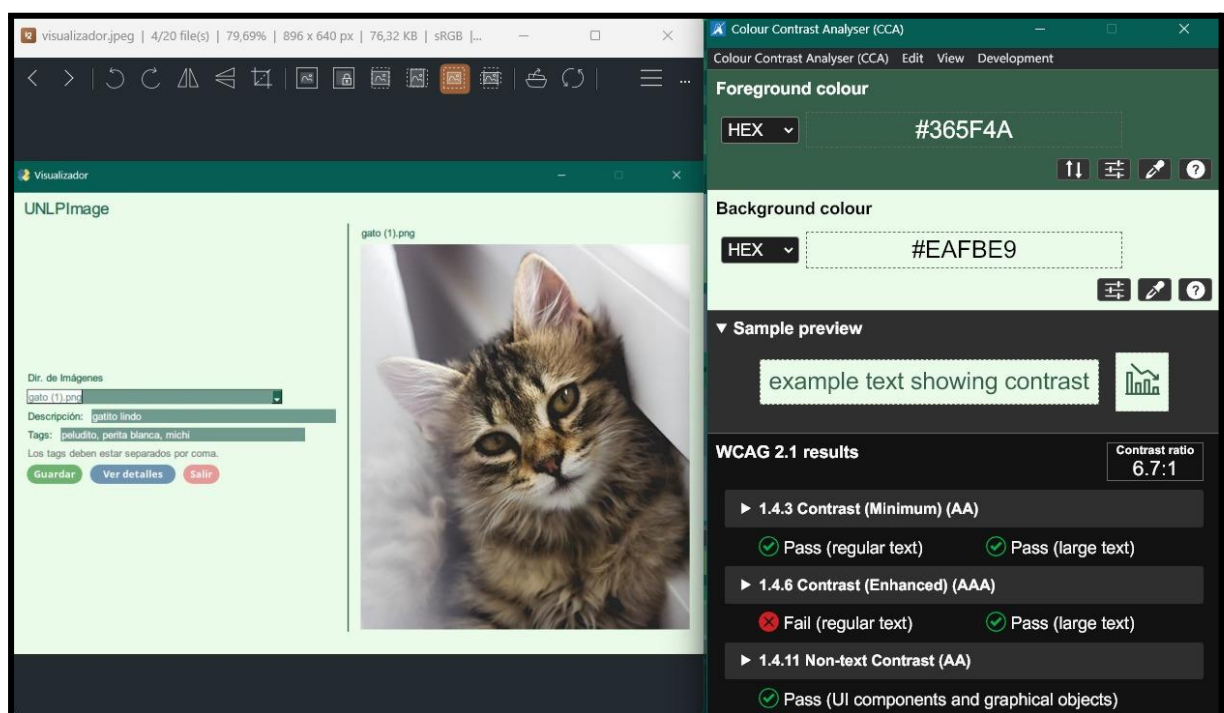 visualizador.jpeg | 4/20 file(s) | 79,69% | 896 x 640 px | 76,32 KB | sRGB |...
Visualizador
UNLPImage
Dir. de Imágenes
gato (1).png
Descripción: gatito lindo
Tags: peludito, perita blanca, michi
Los tags deben estar separados por coma.
Guardar Ver detalles Salir
gato (1).png
Colour Contrast Analyser (CCA)
Colour Contrast Analyser (CCA) Edit View Development
Foreground colour
HEX #365F4A
Background colour
HEX #EAFBE9
Sample preview
example text showing contrast
WCAG 2.1 results
Contrast ratio
6.7:1
1.4.3 Contrast (Minimum) (AA)
Pass (regular text) Pass (large text)
1.4.6 Contrast (Enhanced) (AAA)
Fail (regular text) Pass (large text)
1.4.11 Non-text Contrast (AA)
Pass (UI components and graphical objects)